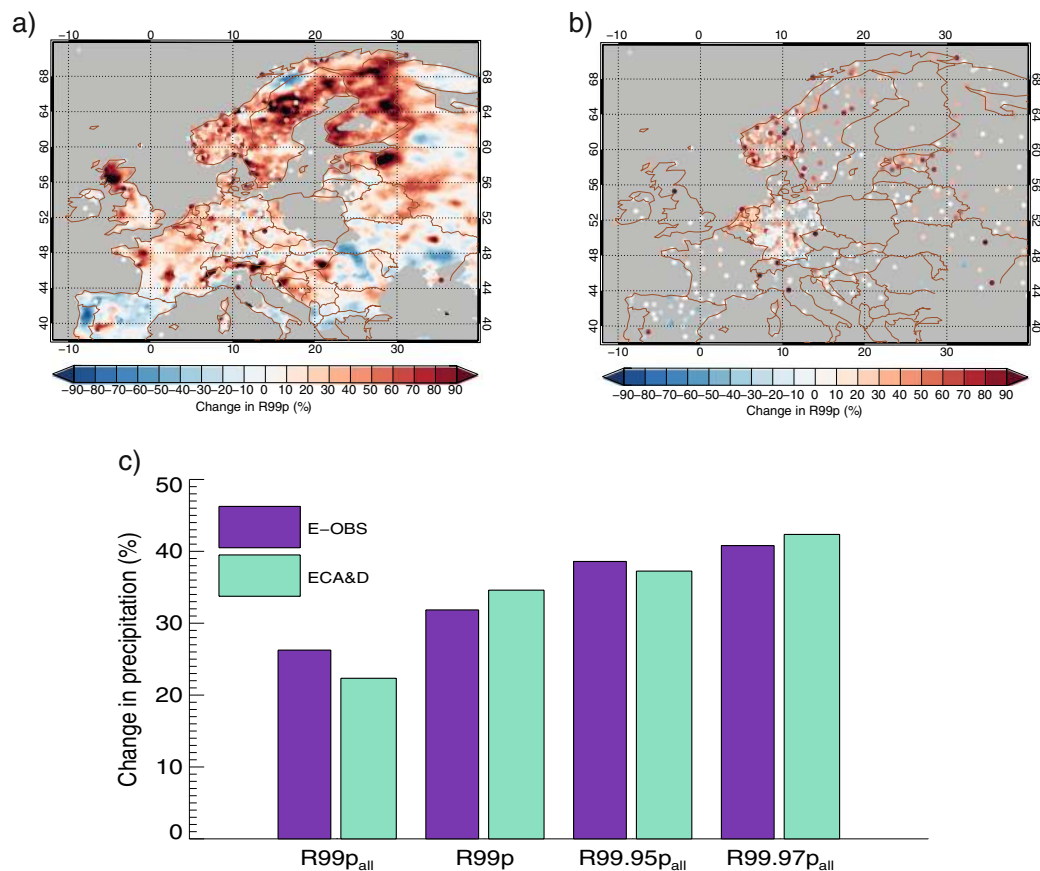 a)
b)
−10 0 10 20 30
−10 0 10 20 30
68 64 60 56 52 48 44 40
68 64 60 56 52 48 44 40
−10 0 10 20 30
−10 0 10 20 30
−90−80−70−60−50−40−30−20−10 0 10 20 30 40 50 60 70 80 90
Change in R99p (%)
−90−80−70−60−50−40−30−20−10 0 10 20 30 40 50 60 70 80 90
Change in R99p (%)
c)
Change in precipitation (%)
50
40
30
20
10
0
E−OBS
ECA&D
R99p_all R99p R99.95p_all R99.97p_all